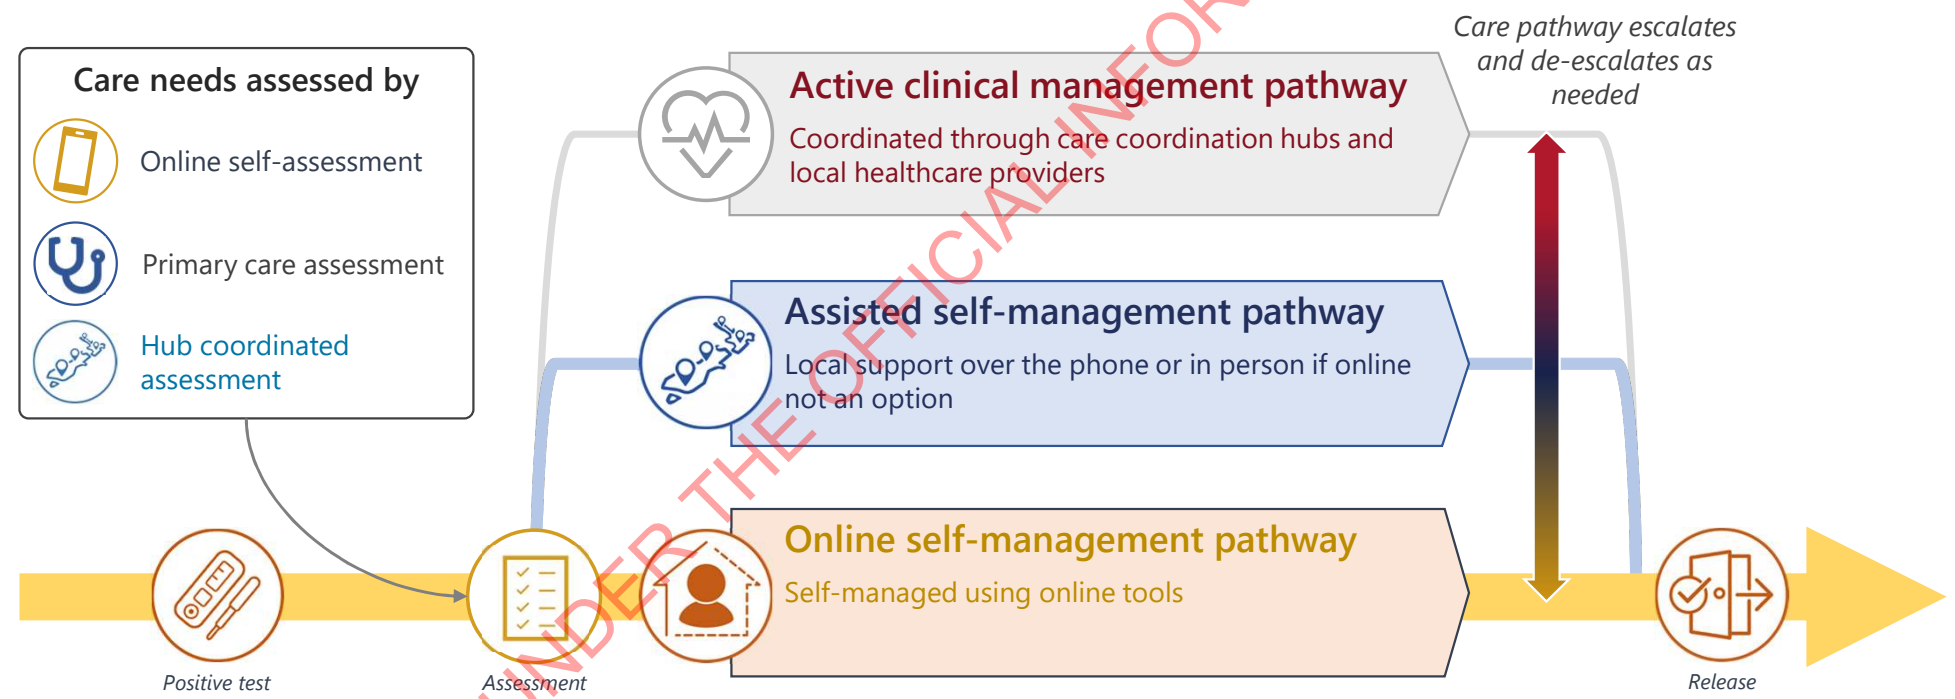 Care needs assessed by
Online self-assessment
Primary care assessment
Hub coordinated
assessment
Active clinical management pathway
Coordinated through care coordination hubs and
local healthcare providers
Assisted self-management pathway
Local support over the phone or in person if online
not an option
Online self-management pathway
Self-managed using online tools
Care pathway escalates
and de-escalates as
needed
Positive test
Assessment
Release
UNDER THE OFFICIAL INFOR